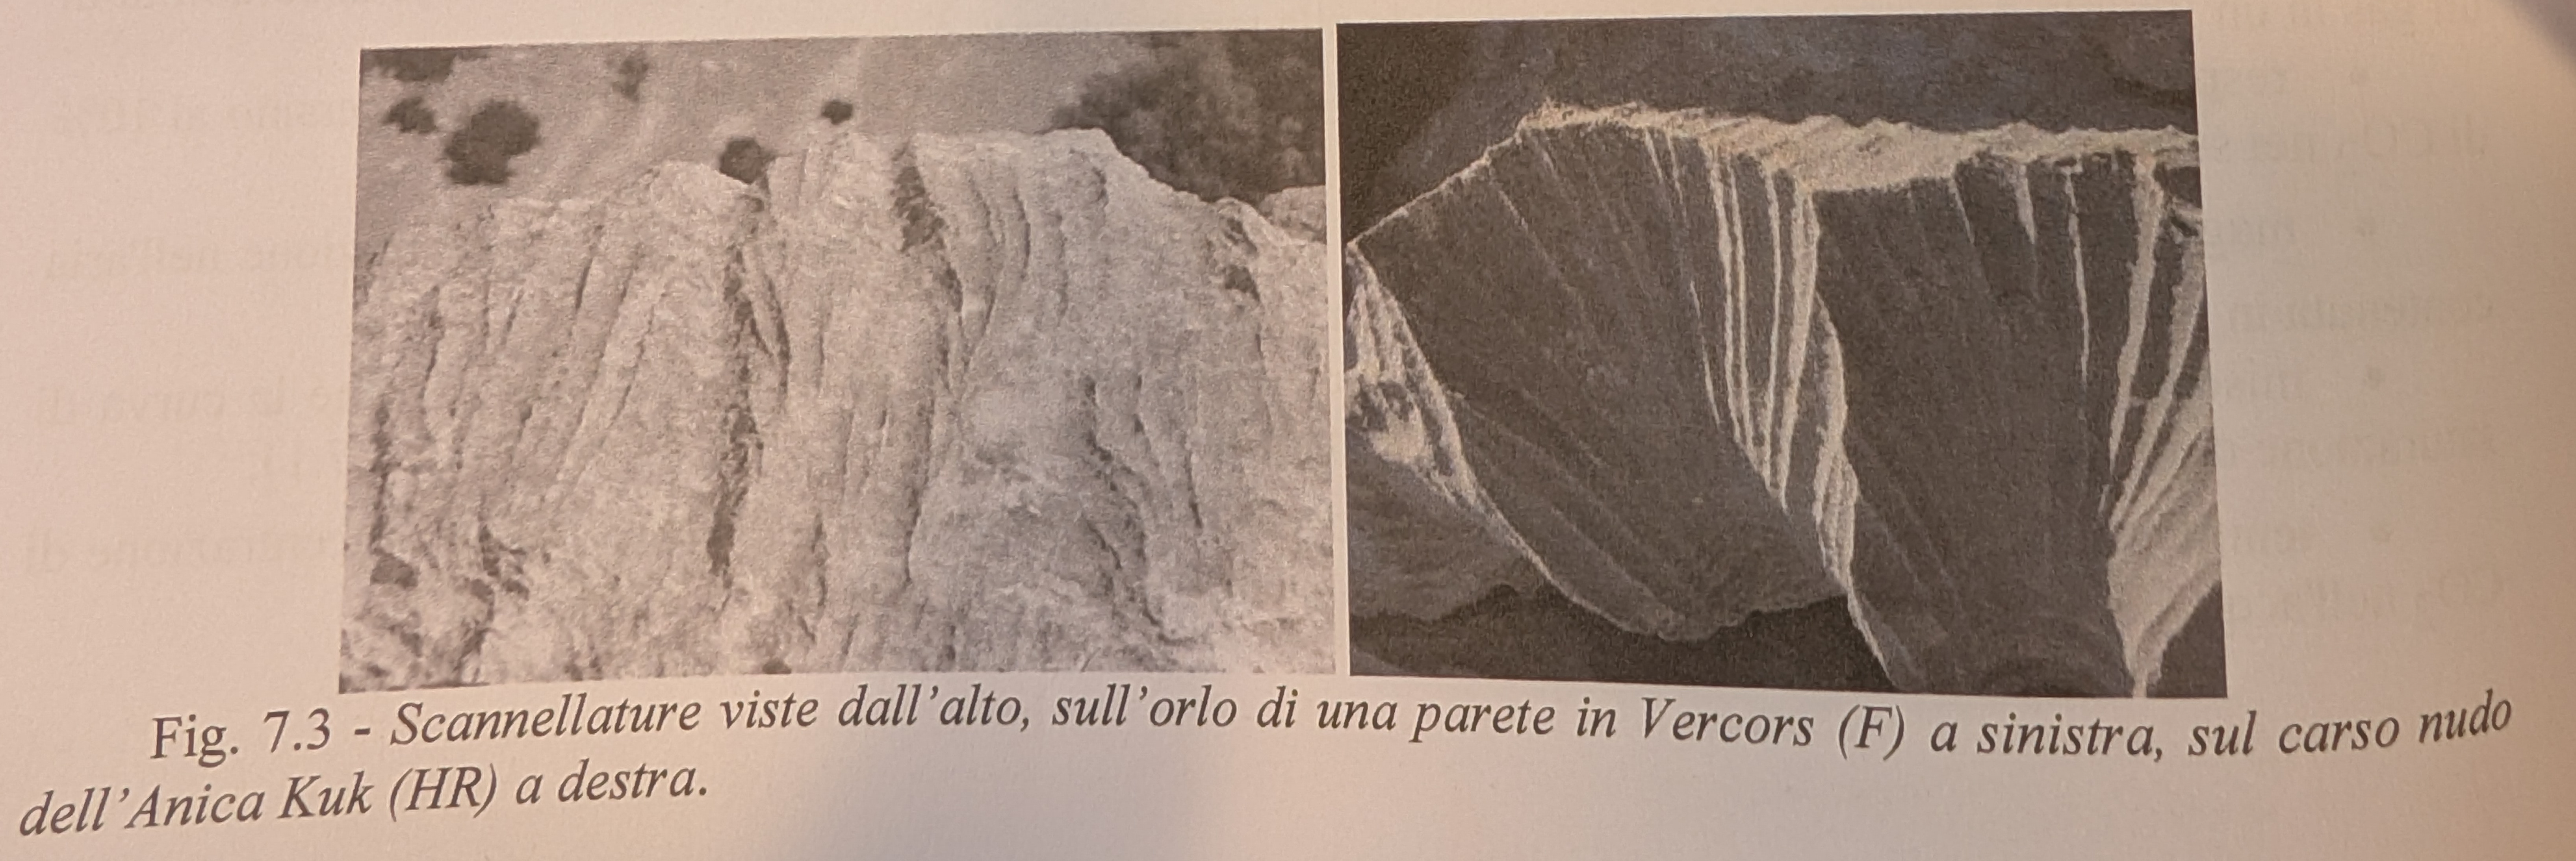 Fig. 7.3 - Scannellature viste dall'alto, sull'orlo di una parete in Vercors (F) a sinistra, sul carso nudo
dell'Anica Kuk (HR) a destra.